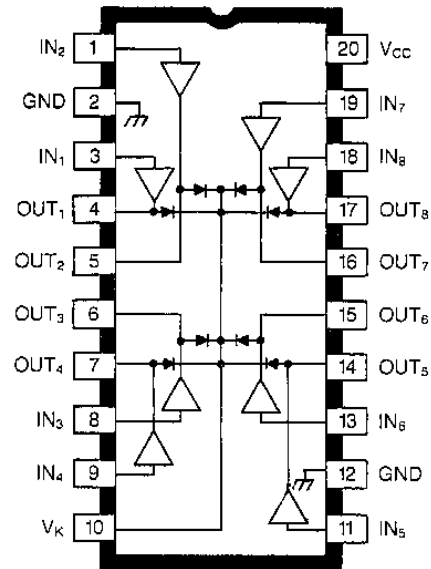 IN₂ 1
GND 2
IN₁ 3
OUT₁ 4
OUT₂ 5
OUT₃ 6
OUT₄ 7
IN₃ 8
IN₄ 9
VK 10
20 VCC
19 IN₇
18 IN₈
17 OUT₈
16 OUT₇
15 OUT₆
14 OUT₅
13 IN₆
12 GND
11 IN₅